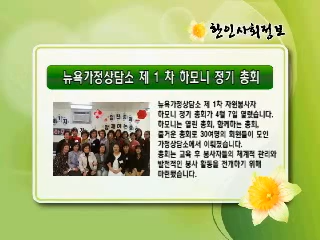 한인사회정보
뉴욕가정상담소 제 1 차 하모니 정기 총회
뉴욕가정상담소 제 1차 자원봉사자
하모니 정기 총회가 4월 7일 열렸습니다.
하모니는 열린 총회, 함께하는 총회,
즐거운 총회로 30여명의 회원들이 모인
가정상담소에서 이뤄졌습니다.
총회는 교육 후 봉사자들의 체계적 관리와
발전적인 봉사 활동을 전개하기 위해
마련됐습니다.